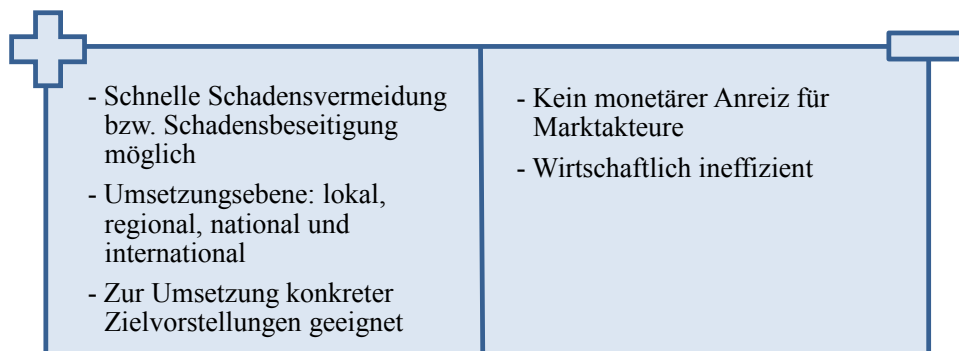 - Schnelle Schadensvermeidung
bzw. Schadensbeseitigung
möglich
- Umsetzungsebene: lokal,
regional, national und
international
- Zur Umsetzung konkreter
Zielvorstellungen geeignet
- Kein monetärer Anreiz für
Marktakteure
- Wirtschaftlich ineffizient